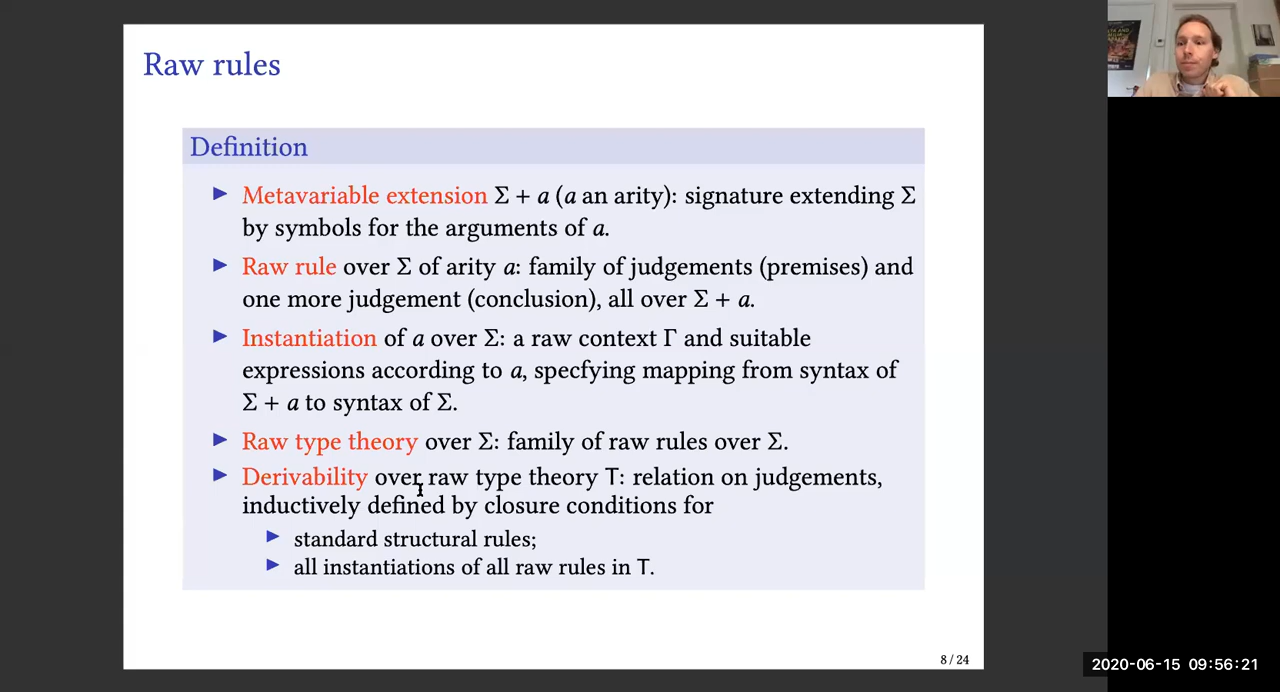 Raw rules
Definition
► Metavariable extension Σ + a (a an arity): signature extending Σ
by symbols for the arguments of a.
► Raw rule over Σ of arity a: family of judgements (premises) and
one more judgement (conclusion), all over Σ + a.
► Instantiation of a over Σ: a raw context Γ and suitable
expressions according to a, specfying mapping from syntax of
Σ + a to syntax of Σ.
► Raw type theory over Σ: family of raw rules over Σ.
► Derivability over raw type theory T: relation on judgements,
inductively defined by closure conditions for
► standard structural rules;
► all instantiations of all raw rules in T.
8 / 24
2020-06-15 09:56:21